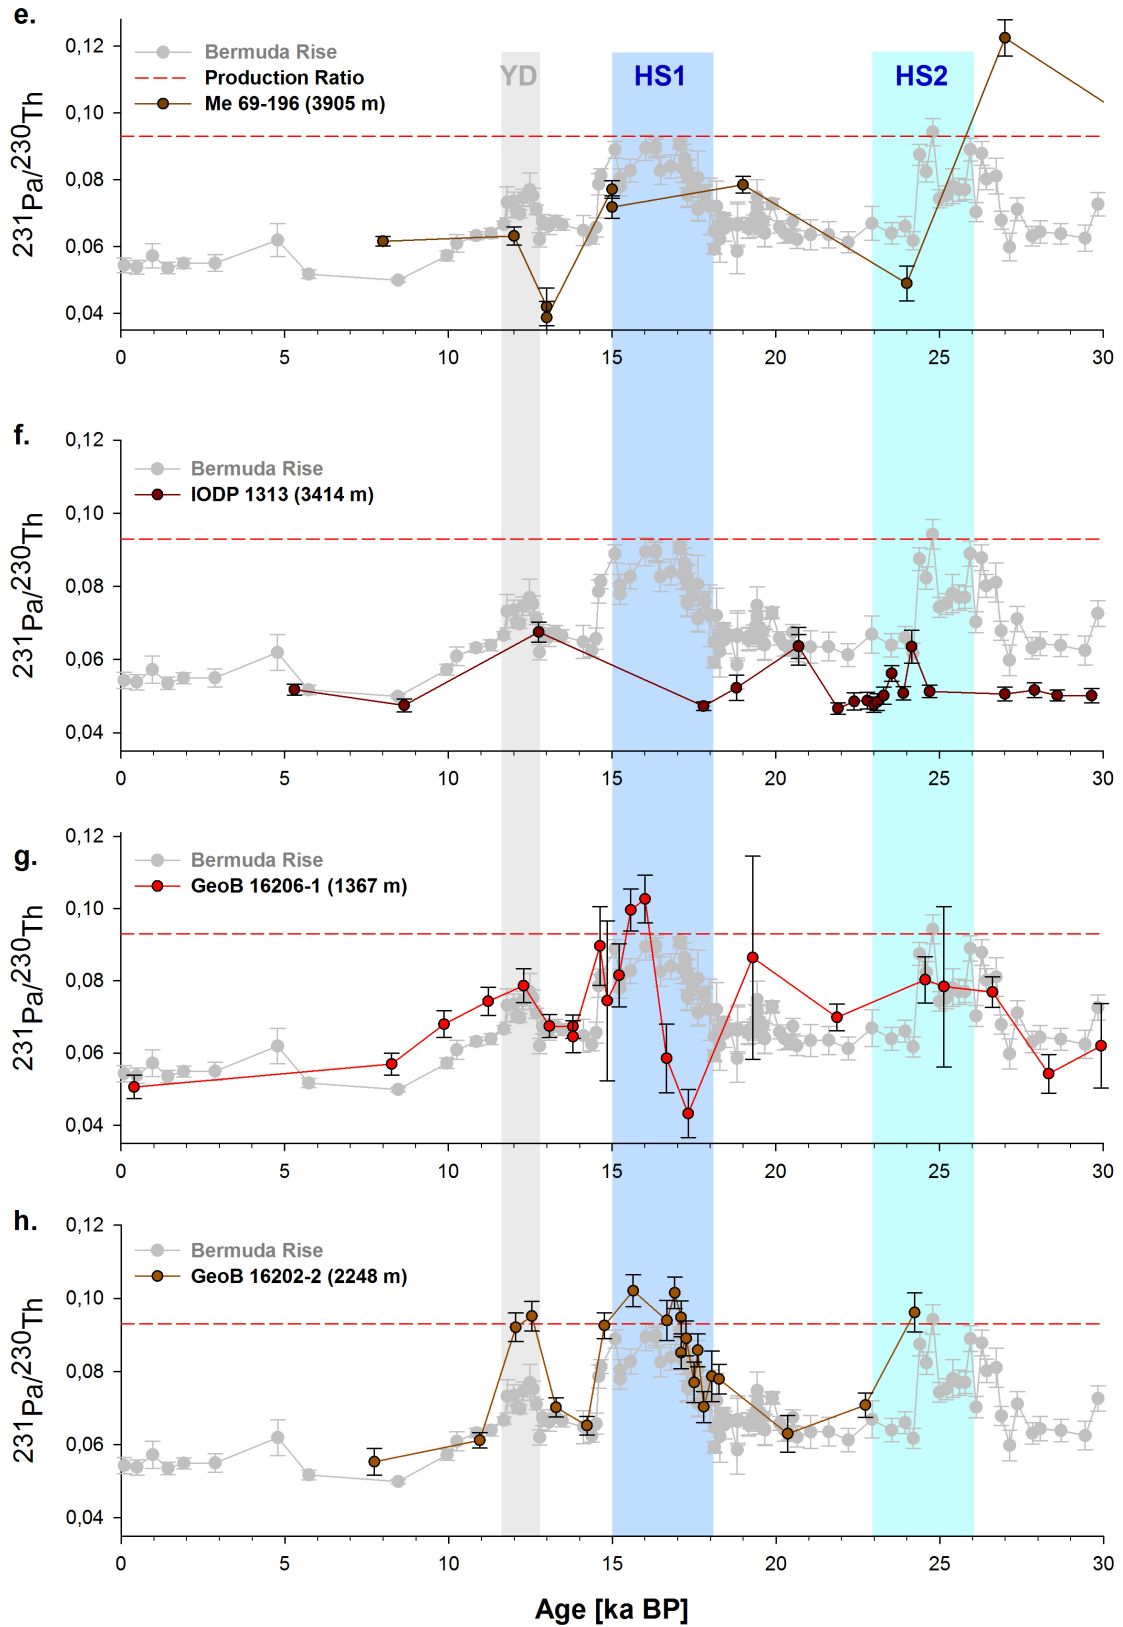 e.
0,12
0,10
0,08
0,06
0,04
231Pa/230Th
Bermuda Rise
Production Ratio
Me 69-196 (3905 m)
YD
HS1
HS2
0 5 10 15 20 25 30
f.
0,12
0,10
0,08
0,06
0,04
231Pa/230Th
Bermuda Rise
IODP 1313 (3414 m)
0 5 10 15 20 25 30
g.
0,12
0,10
0,08
0,06
0,04
231Pa/230Th
Bermuda Rise
GeoB 16206-1 (1367 m)
0 5 10 15 20 25 30
h.
0,12
0,10
0,08
0,06
0,04
231Pa/230Th
Bermuda Rise
GeoB 16202-2 (2248 m)
0 5 10 15 20 25 30
Age [ka BP]